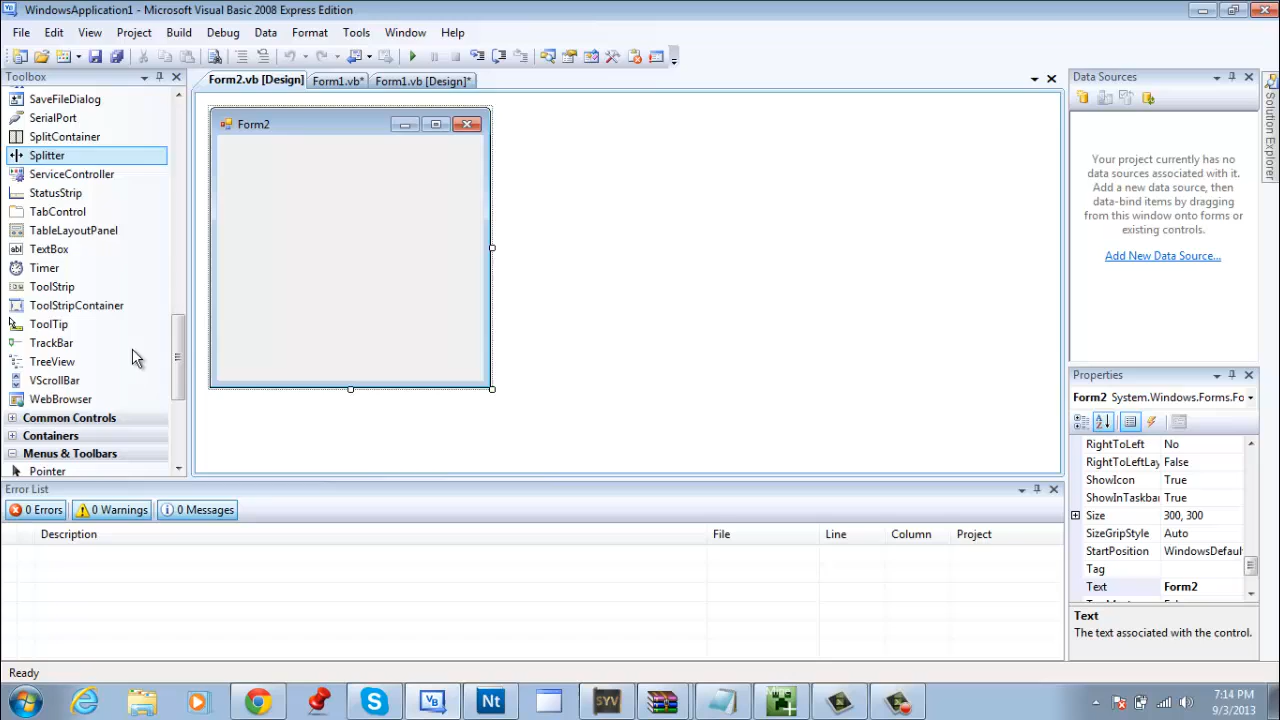 WindowsApplication1 - Microsoft Visual Basic 2008 Express Edition
File Edit View Project Build Debug Data Format Tools Window Help
Toolbox
SaveFileDialog
SerialPort
SplitContainer
Splitter
ServiceController
StatusStrip
TabControl
TableLayoutPanel
TextBox
Timer
ToolStrip
ToolStripContainer
ToolTip
TrackBar
TreeView
VScrollBar
WebBrowser
Common Controls
Containers
Menus & Toolbars
Pointer
Form2.vb [Design] Form1.vb* Form1.vb [Design]*
Form2
Data Sources
Your project currently has no
data sources associated with it.
Add a new data source, then
data-bind items by dragging
from this window onto forms or
existing controls.
Add New Data Source...
Solution Explorer
Properties
Form2 System.Windows.Forms.Fo
RightToLeft No
RightToLeftLay False
ShowIcon True
ShowInTaskbar True
Size 300, 300
SizeGripStyle Auto
StartPosition WindowsDefaul
Tag
Text Form2
Text
The text associated with the control.
Error List
0 Errors 0 Warnings 0 Messages
Description File Line Column Project
Ready
Nt
SYV
7:14 PM
9/3/2013